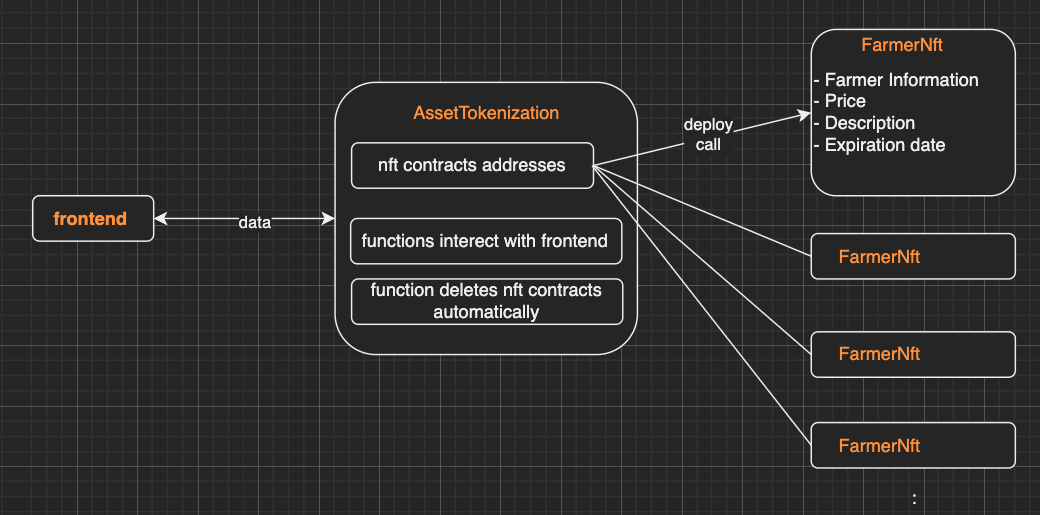 FarmerNft
- Farmer Information
- Price
- Description
- Expiration date
AssetTokenization
deploy
call
nft contracts addresses
frontend
data
functions interect with frontend
function deletes nft contracts
automatically
FarmerNft
FarmerNft
FarmerNft
: